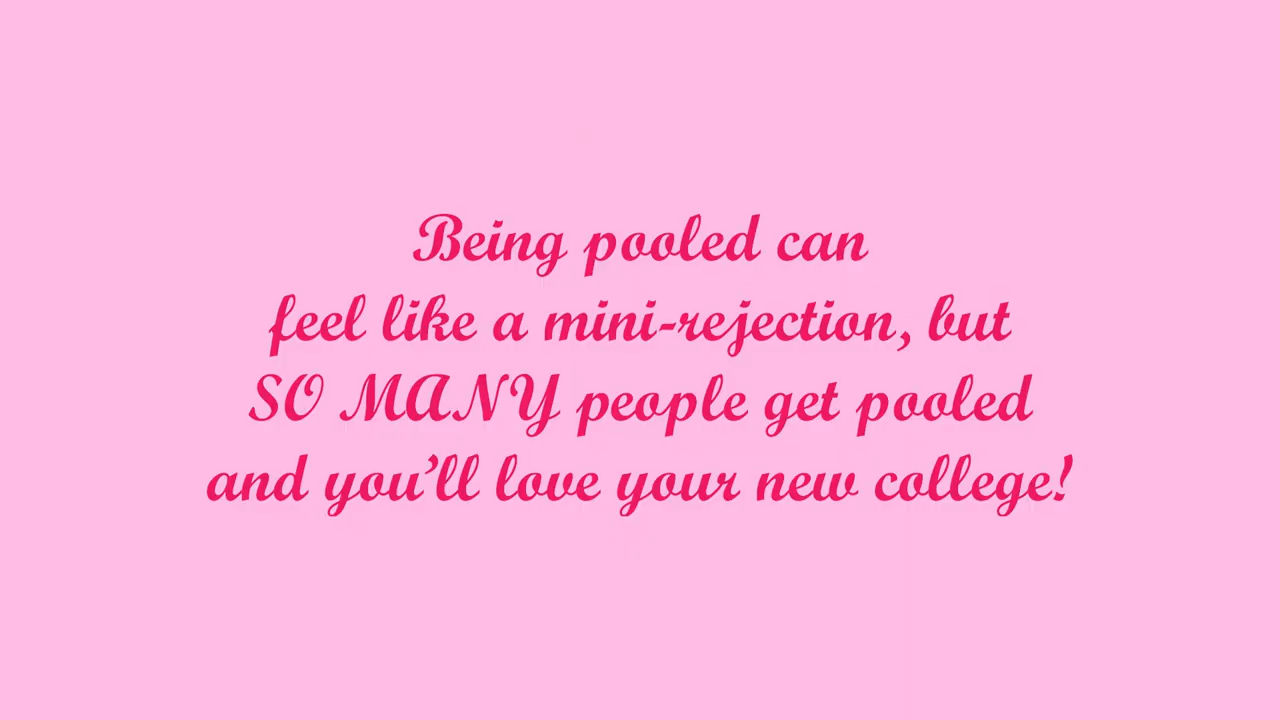 Being pooled can
feel like a mini-rejection, but
SO MANY people get pooled
and you’ll love your new college!